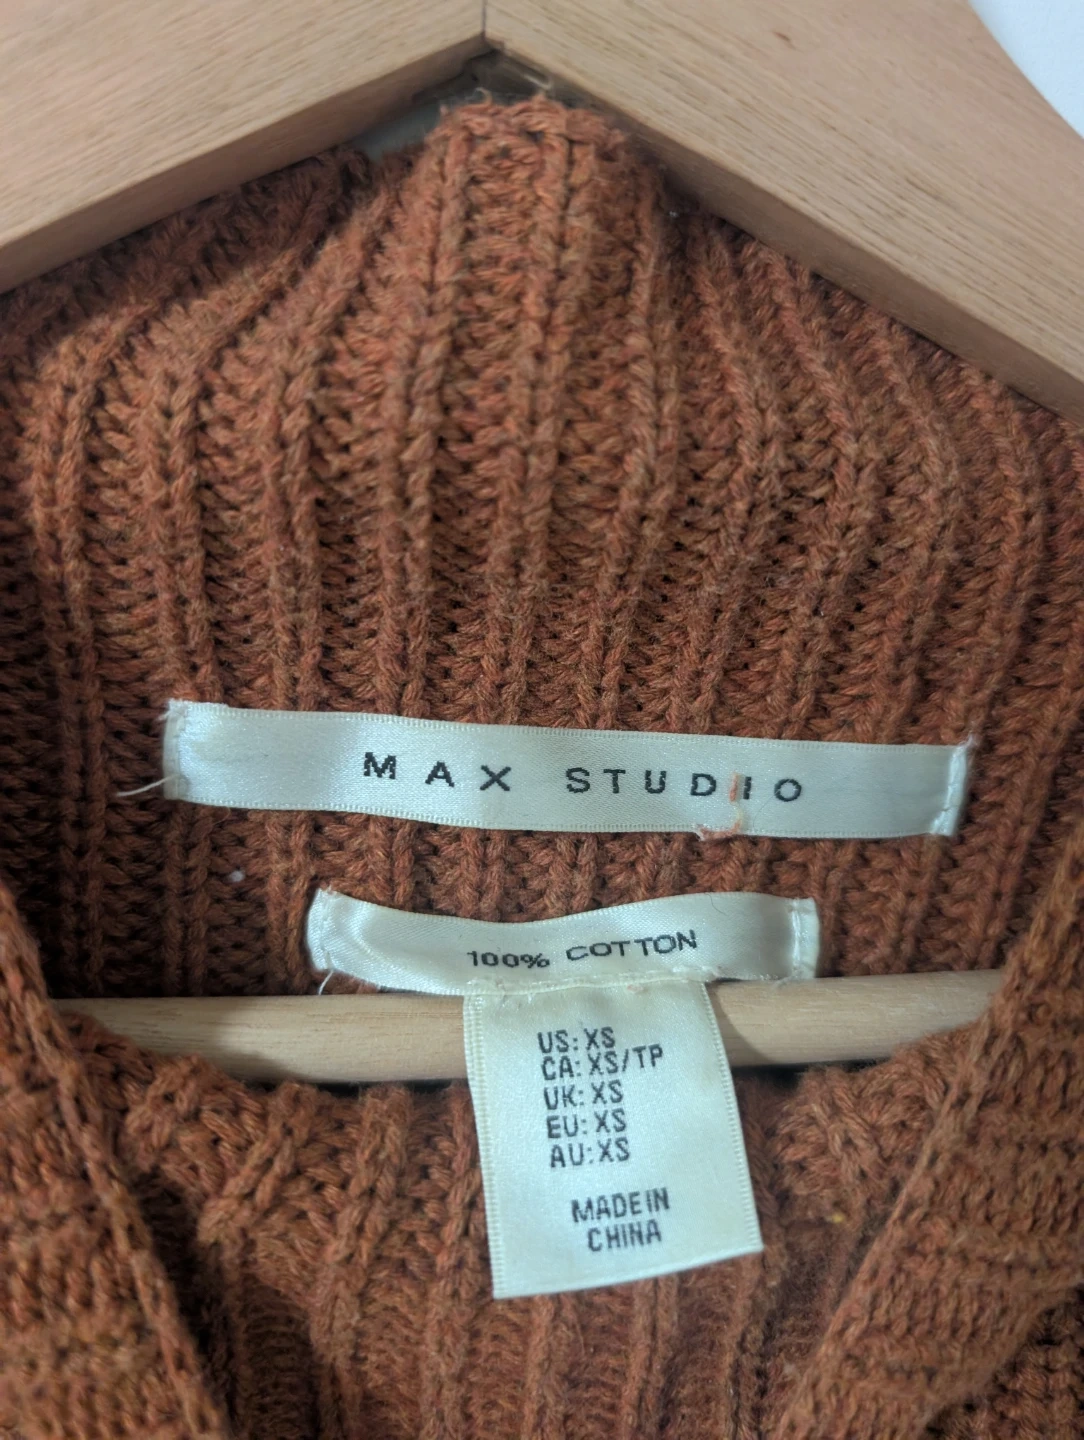 MAX STUDIO
100% COTTON
US: XS
CA: XS/TP
UK: XS
EU: XS
AU: XS
MADE IN
CHINA